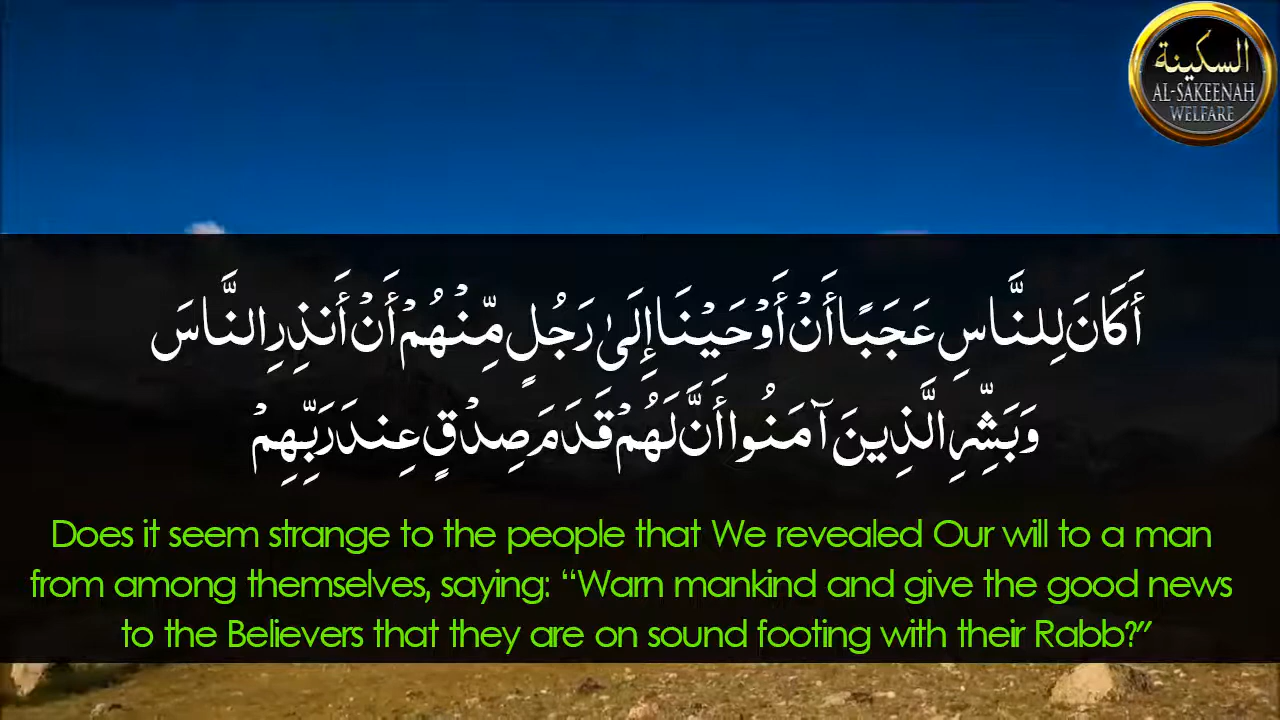 السكينة
AL-SAKEENAH
WELFARE
أَكَانَ لِلنَّاسِ عَجَبًا أَنْ أَوْحَيْنَا إِلَىٰ رَجُلٍ مِّنْهُمْ أَنْ أَنذِرِ النَّاسَ
وَبَشِّرِ الَّذِينَ آمَنُوا أَنَّ لَهُمْ قَدَمَ صِدْقٍ عِندَ رَبِّهِمْ
Does it seem strange to the people that We revealed Our will to a man
from among themselves, saying: “Warn mankind and give the good news
to the Believers that they are on sound footing with their Rabb?”